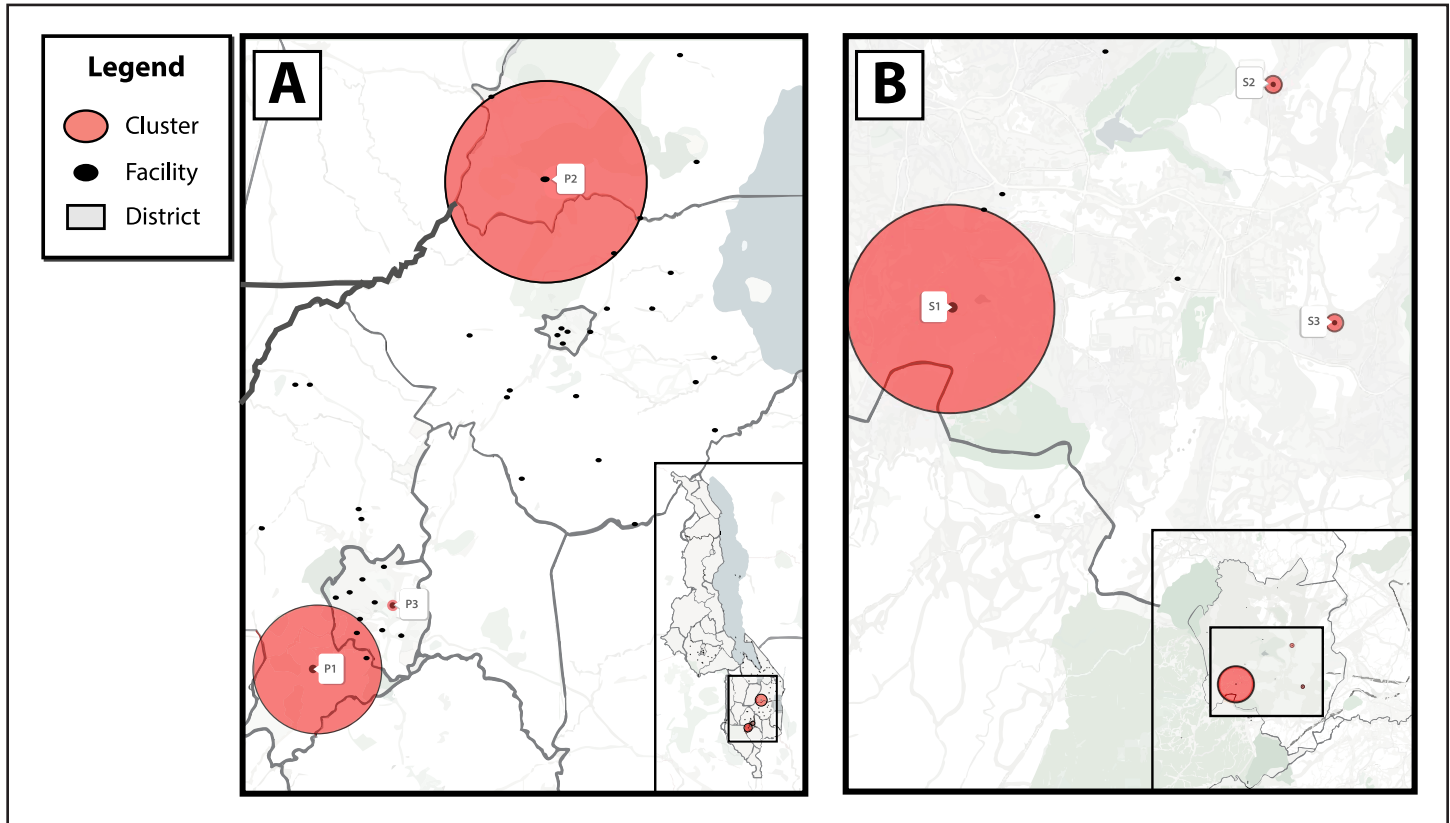 Legend
Cluster
Facility
District
A
P2
P3
P1
B
S2
S1
S3